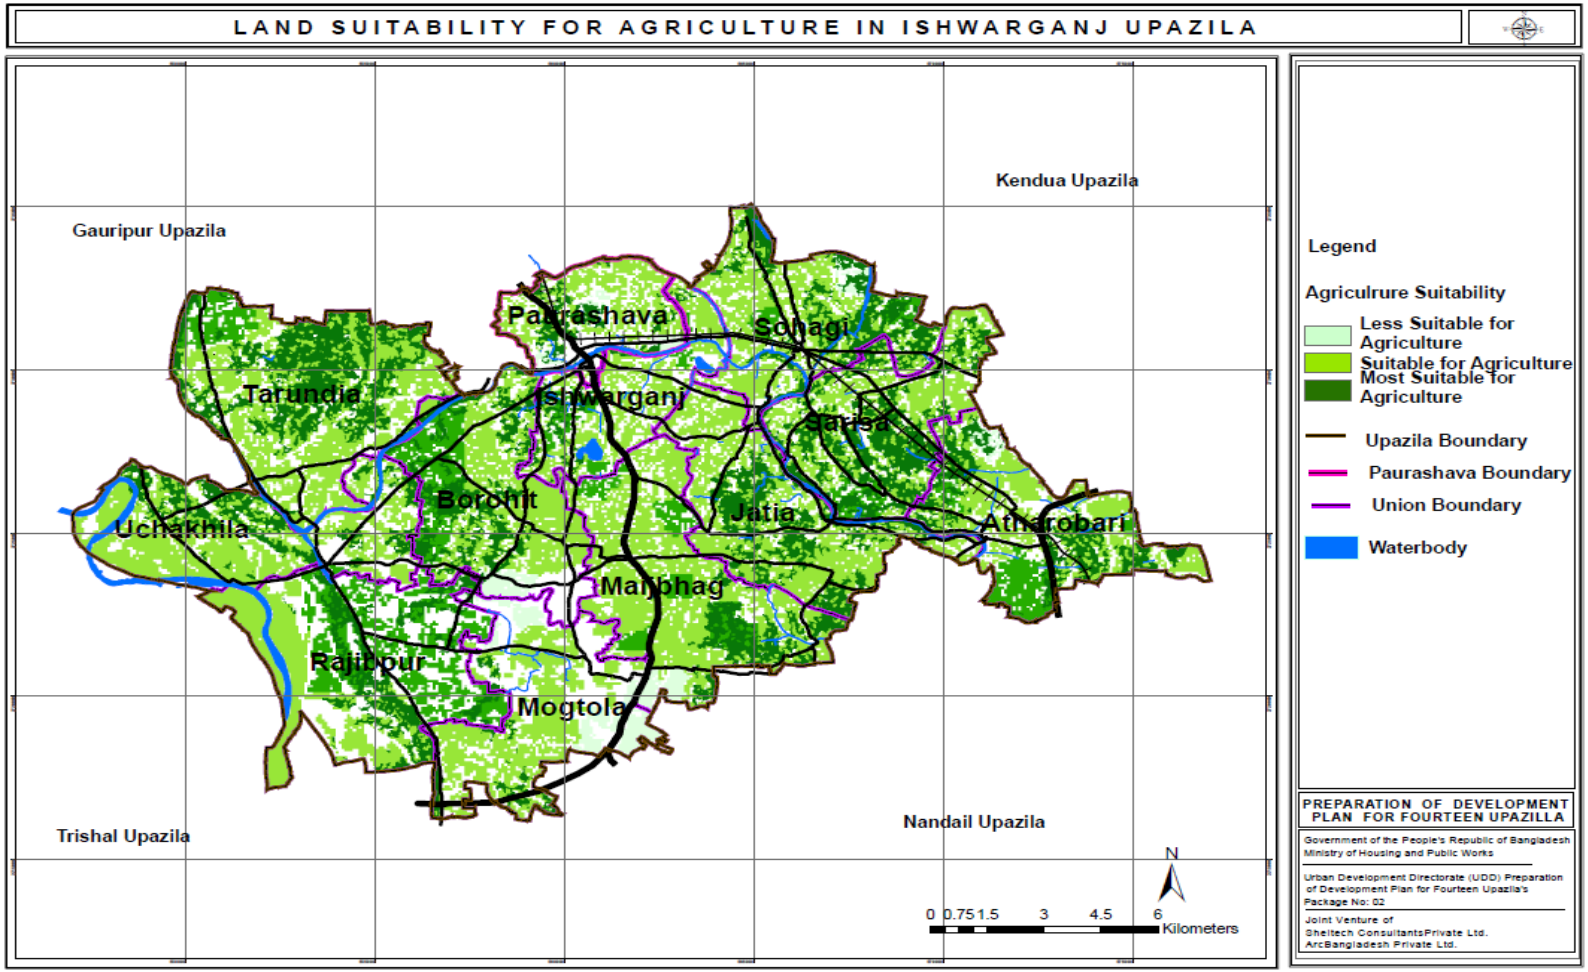 LAND SUITABILITY FOR AGRICULTURE IN ISHWARGANJ UPAZILA
Kendua Upazila
Gauripur Upazila
Paurashava
Sohagi
Tarundia
Ishwarganj
Sarisa
Borohit
Jatia
Uchakhila
Atharobari
Maijbhag
Rajibpur
Mogtola
Trishal Upazila
Nandail Upazila
N
0 0.75 1.5 3 4.5 6
Kilometers
Legend
Agriculrure Suitability
Less Suitable for
Agriculture
Suitable for Agriculture
Most Suitable for
Agriculture
Upazila Boundary
Paurashava Boundary
Union Boundary
Waterbody
PREPARATION OF DEVELOPMENT
PLAN FOR FOURTEEN UPAZILLA
Government of the People's Republic of Bangladesh
Ministry of Housing and Public Works
Urban Development Directorate (UDD) Preparation
of Development Plan for Fourteen Upazila's
Package No: 02
Joint Venture of
Sheltech ConsultantsPrivate Ltd.
ArcBangladesh Private Ltd.